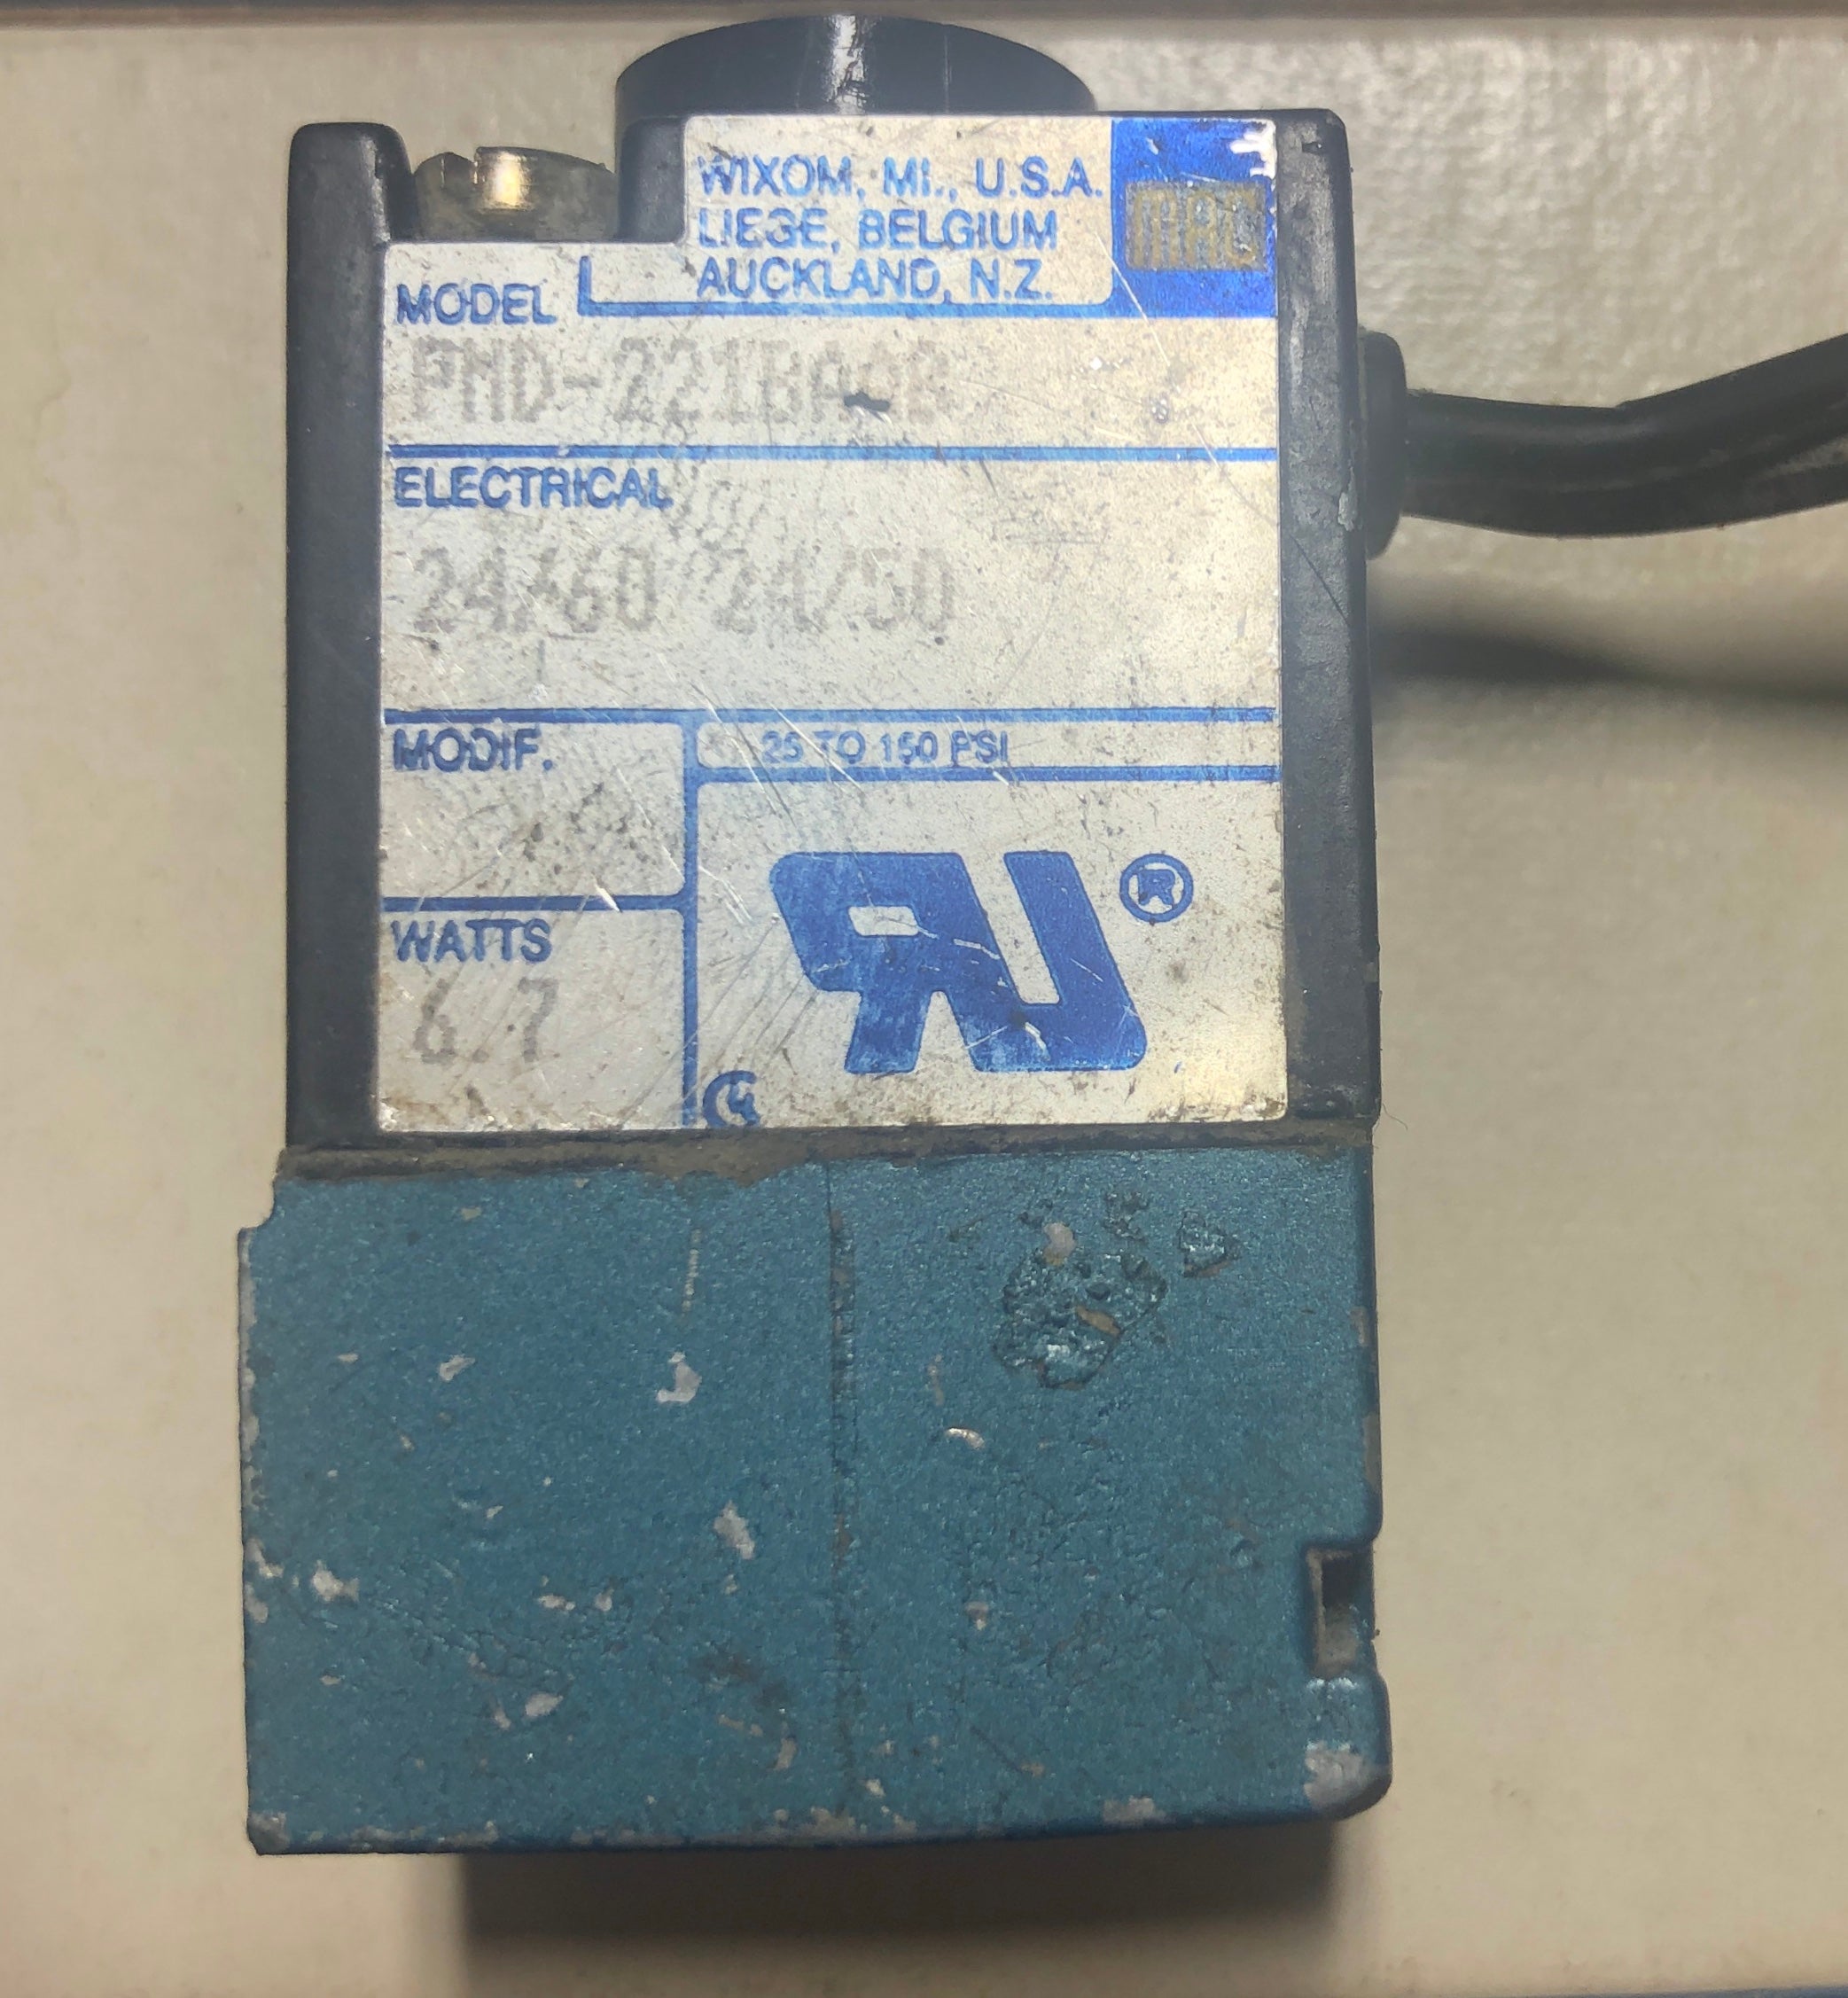 WIXOM, MI., U.S.A.
LIEGE, BELGIUM
AUCKLAND, N.Z.
MAC
MODEL
ELECTRICAL
24/60 24/50
MODIF.
25 TO 150 PSI
WATTS
6.7
RU ®